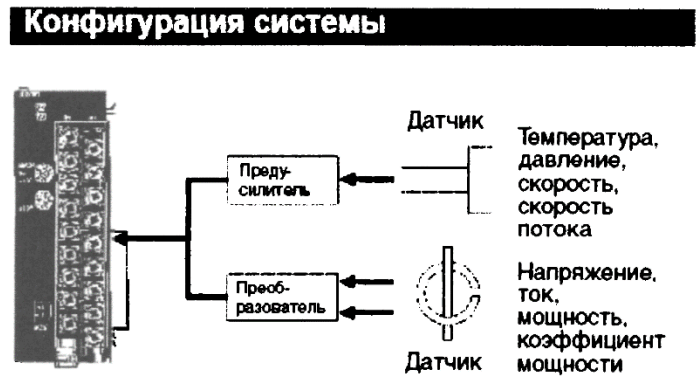 Конфигурация системы
Датчик
Температура,
давление,
скорость,
скорость
потока
Преду-
силитель
Преоб-
разователь
Напряжение,
ток,
мощность,
коэффициент
мощности
Датчик